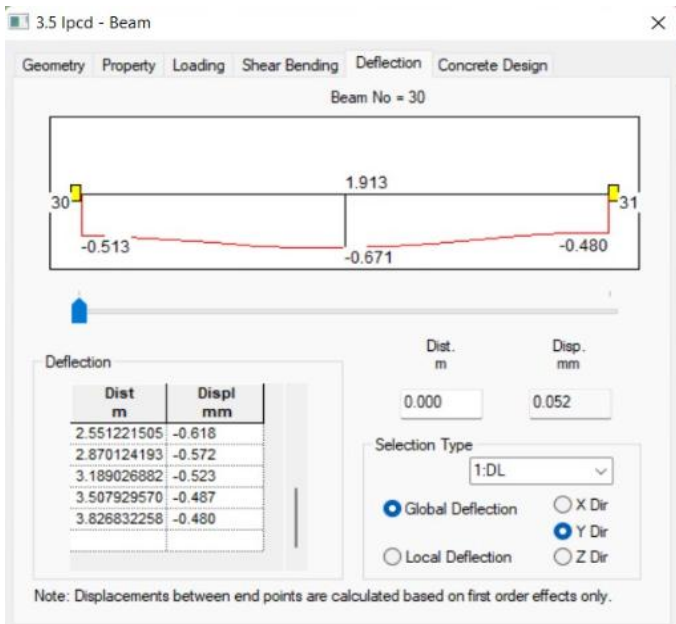 3.5 lpcd - Beam
Geometry Property Loading Shear Bending Deflection Concrete Design
Beam No = 30
1.913
30 31
-0.513 -0.671 -0.480
Dist. Disp.
m mm
Deflection
0.000 0.052
Dist Displ
m mm
2.551221505 -0.618
2.870124193 -0.572
3.189026882 -0.523
3.507929570 -0.487
3.826832258 -0.480
Selection Type
1:DL
Global Deflection X Dir
Y Dir
Local Deflection Z Dir
Note: Displacements between end points are calculated based on first order effects only.